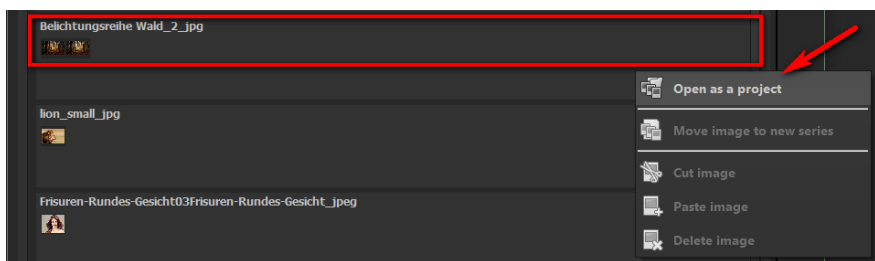 Belichtungsreihe Wald_2_jpg
Open as a project
lion_small_jpg
Move image to new series
Cut image
Frisuren-Rundes-Gesicht03Frisuren-Rundes-Gesicht_jpeg
Paste image
Delete image